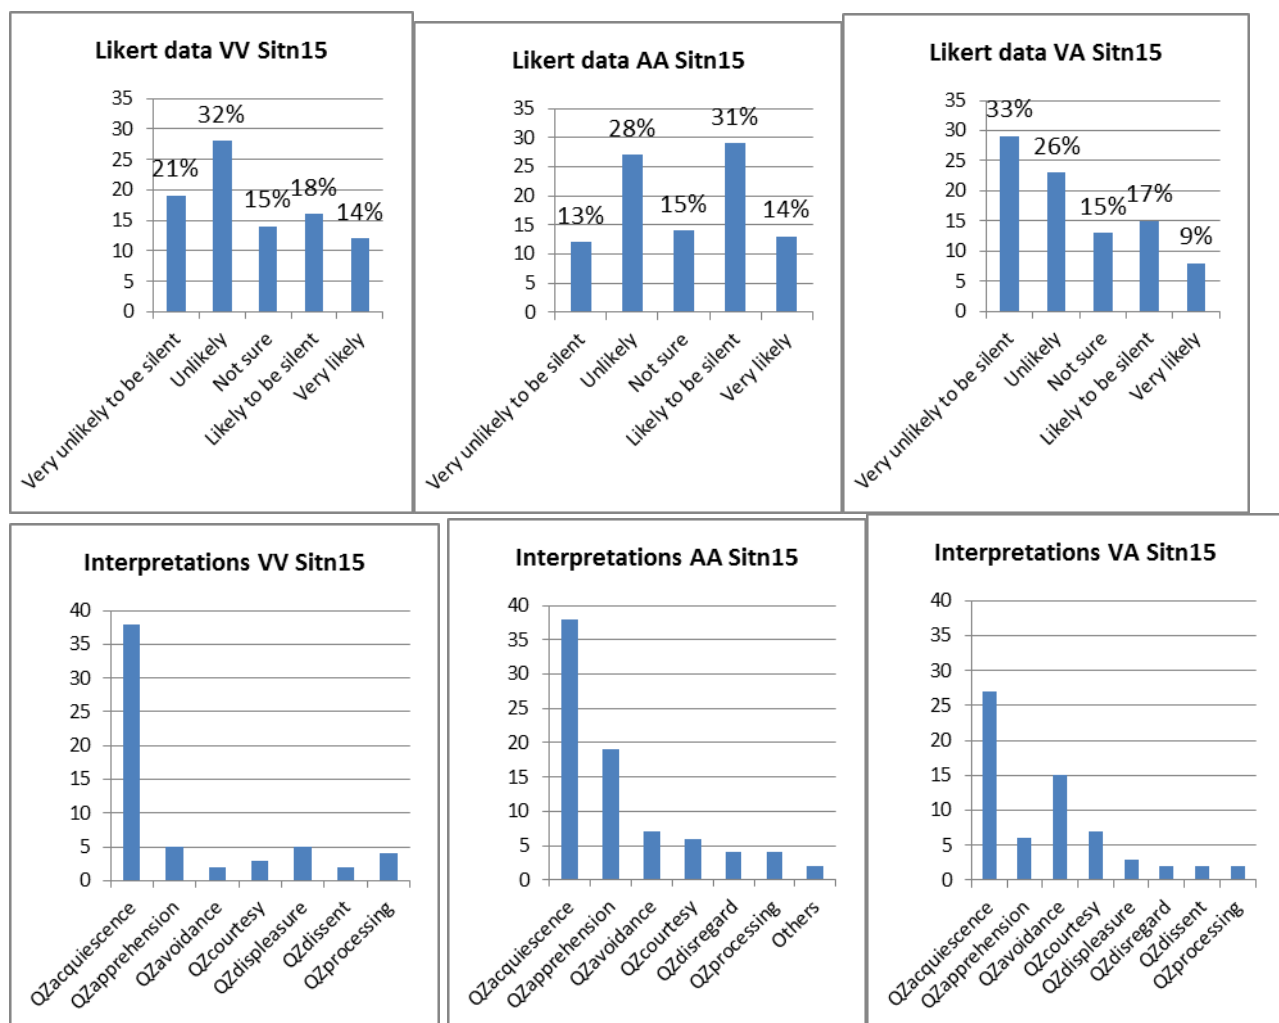 Likert data VV Sitn15
35
30
25
20
15
10
5
0
21%
32%
15%
18%
14%
Very unlikely to be silent
Unlikely
Not sure
Likely to be silent
Very likely
Likert data AA Sitn15
35
30
25
20
15
10
5
0
13%
28%
15%
31%
14%
Very unlikely to be silent
Unlikely
Not sure
Likely to be silent
Very likely
Likert data VA Sitn15
35
30
25
20
15
10
5
0
33%
26%
15%
17%
9%
Very unlikely to be silent
Unlikely
Not sure
Likely to be silent
Very likely
Interpretations VV Sitn15
40
35
30
25
20
15
10
5
0
QZacquiescence
QZapprehension
QZavoidance
QZcourtesy
QZdispleasure
QZdissent
QZprocessing
Interpretations AA Sitn15
40
35
30
25
20
15
10
5
0
QZacquiescence
QZapprehension
QZavoidance
QZcourtesy
QZdisregard
QZprocessing
Others
Interpretations VA Sitn15
40
35
30
25
20
15
10
5
0
QZacquiescence
QZapprehension
QZavoidance
QZcourtesy
QZdispleasure
QZdisregard
QZdissent
QZprocessing